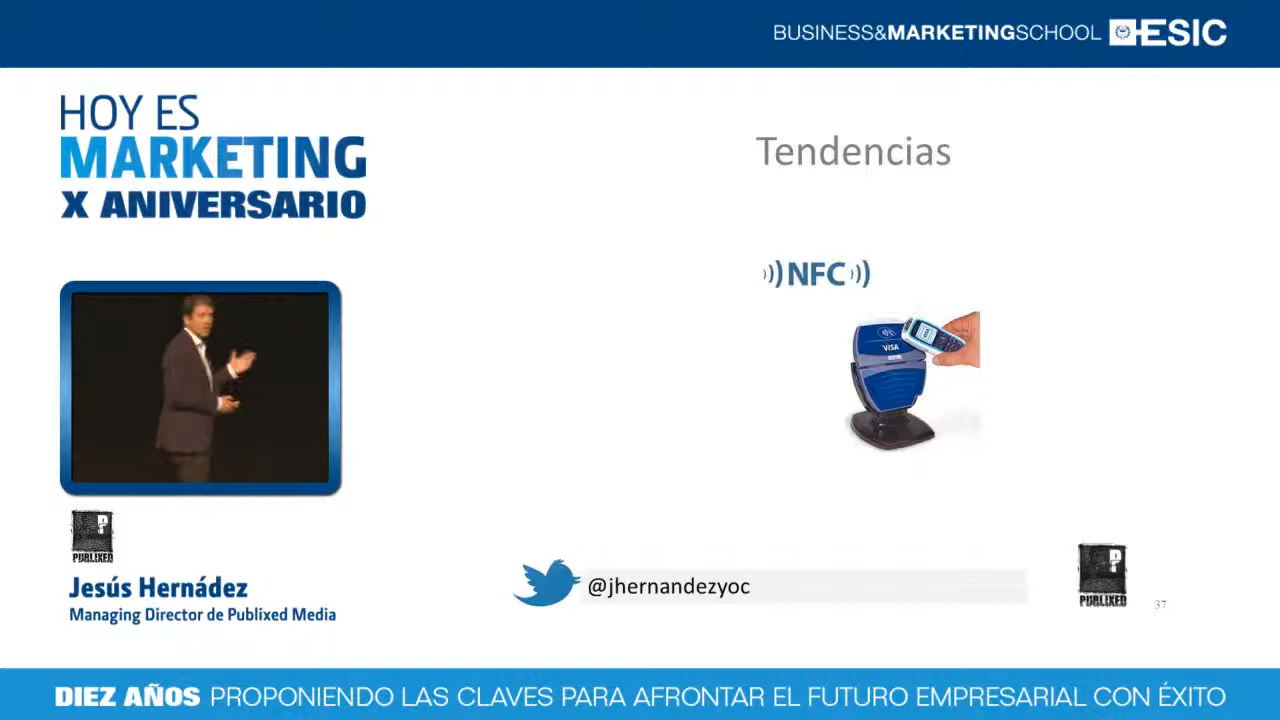 BUSINESS&MARKETINGSCHOOL ESIC
HOY ES
MARKETING
X ANIVERSARIO
Tendencias
NFC
VISA
PUBLIXED
Jesús Hernádez
Managing Director de Publixed Media
@jhernandezyoc
PUBLIXED
37
DIEZ AÑOS PROPONIENDO LAS CLAVES PARA AFRONTAR EL FUTURO EMPRESARIAL CON ÉXITO